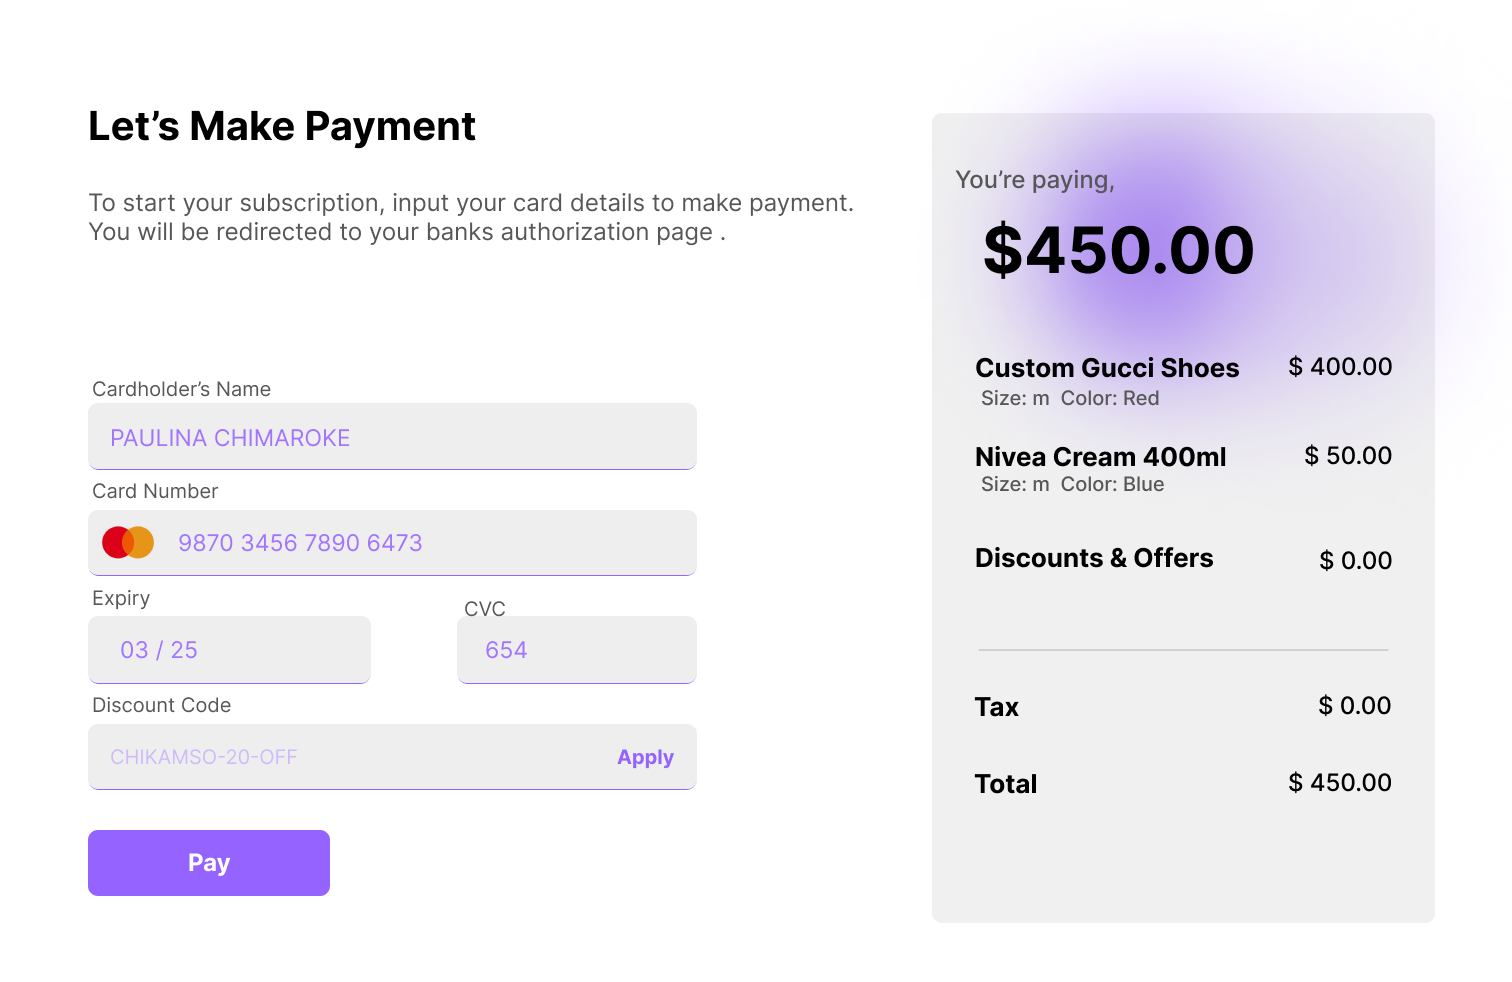 Let’s Make Payment
To start your subscription, input your card details to make payment.
You will be redirected to your banks authorization page .
Cardholder’s Name
PAULINA CHIMAROKE
Card Number
9870 3456 7890 6473
Expiry
CVC
03 / 25
654
Discount Code
CHIKAMSO-20-OFF Apply
Pay
You’re paying,
$450.00
Custom Gucci Shoes $ 400.00
Size: m Color: Red
Nivea Cream 400ml $ 50.00
Size: m Color: Blue
Discounts & Offers $ 0.00
Tax $ 0.00
Total $ 450.00